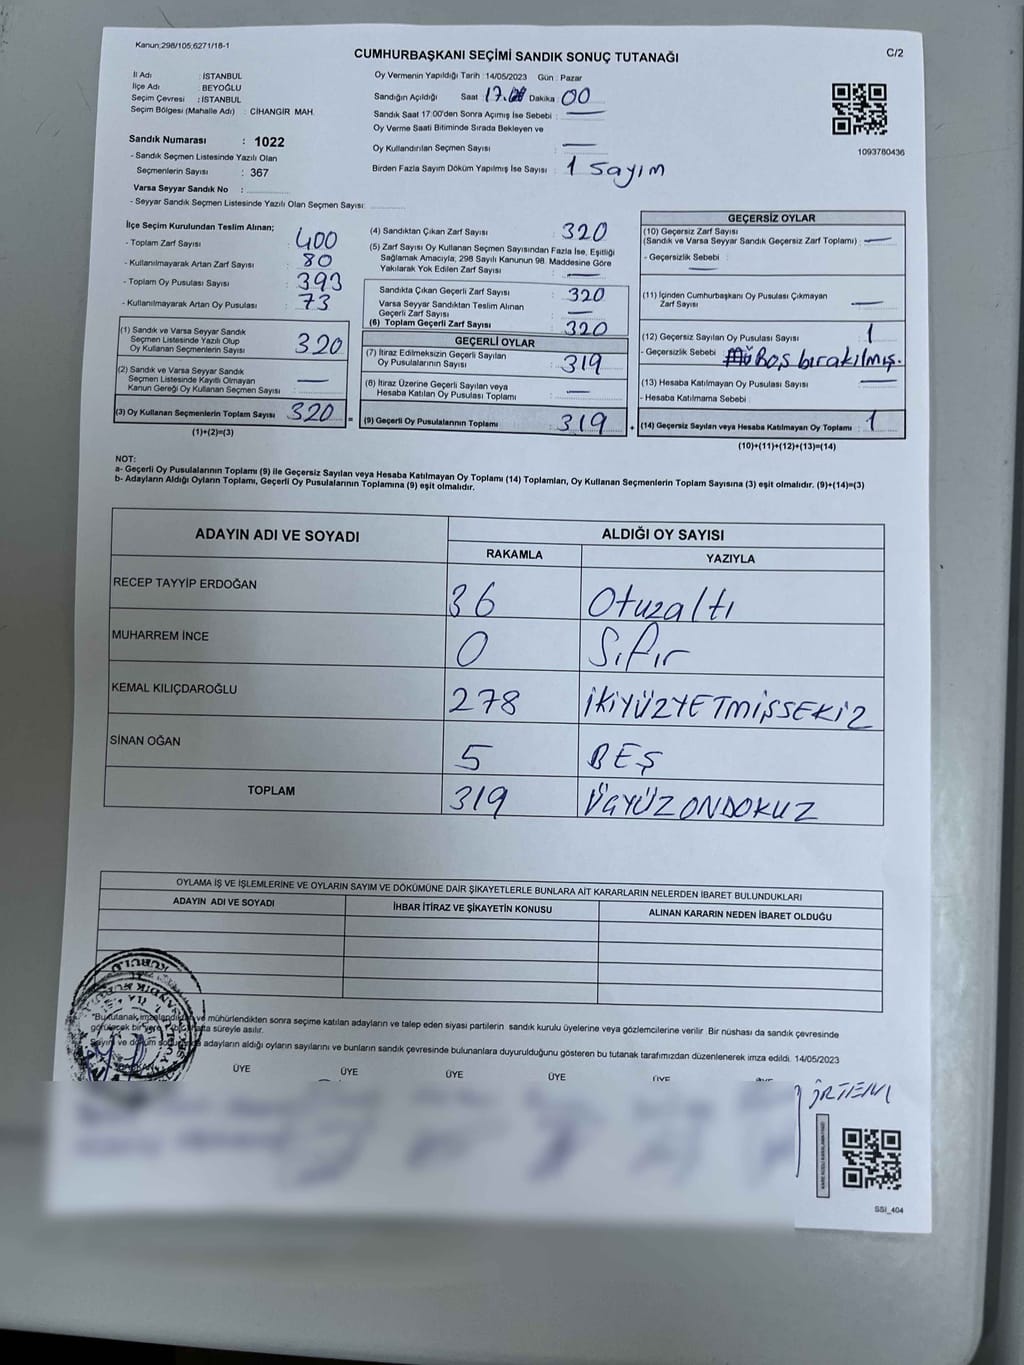 Kanun:298/105;6271/16-1
C/2
CUMHURBAŞKANI SEÇİMİ SANDIK SONUÇ TUTANAĞI
İl Adı : İSTANBUL
İlçe Adı : BEYOĞLU
Seçim Çevresi : İSTANBUL
Seçim Bölgesi (Mahalle Adı) : CİHANGİR MAH.
Sandık Numarası : 1022
- Sandık Seçmen Listesinde Yazılı Olan
Seçmenlerin Sayısı : 367
Varsa Seyyar Sandık No :
- Seyyar Sandık Seçmen Listesinde Yazılı Olan Seçmen Sayısı:
Oy Vermenin Yapıldığı Tarih : 14/05/2023 Gün : Pazar
Sandığın Açıldığı Saat 17. Dakika 00
Sandık Saat 17:00'den Sonra Açımış İse Sebebi : —
Oy Verme Saati Bitiminde Sırada Bekleyen ve
Oy Kullandırılan Seçmen Sayısı : —
Birden Fazla Sayım Döküm Yapılmış İse Sayısı : 1 sayım
1093780436
İlçe Seçim Kurulundan Teslim Alınan;
- Toplam Zarf Sayısı : 400
- Kullanılmayarak Artan Zarf Sayısı : 80
- Toplam Oy Pusulası Sayısı : 393
- Kullanılmayarak Artan Oy Pusulası : 73
(1) Sandık ve Varsa Seyyar Sandık
Seçmen Listesinde Yazılı Olup
Oy Kullanan Seçmenlerin Sayısı : 320
(2) Sandık ve Varsa Seyyar Sandık
Seçmen Listesinde Kayıtlı Olmayan
Kanun Gereği Oy Kullanan Seçmen Sayısı : —
(3) Oy Kullanan Seçmenlerin Toplam Sayısı : 320
(1)+(2)=(3)
(4) Sandıktan Çıkan Zarf Sayısı : 320
(5) Zarf Sayısı Oy Kullanan Seçmen Sayısından Fazla İse, Eşitliği
Sağlamak Amacıyla; 298 Sayılı Kanunun 98. Maddesine Göre
Yakılarak Yok Edilen Zarf Sayısı : —
Sandıkta Çıkan Geçerli Zarf Sayısı : 320
Varsa Seyyar Sandıktan Teslim Alınan
Geçerli Zarf Sayısı : —
(6) Toplam Geçerli Zarf Sayısı : 320
GEÇERLİ OYLAR
(7) İtiraz Edilmeksizin Geçerli Sayılan
Oy Pusulalarının Sayısı : 319
(8) İtiraz Üzerine Geçerli Sayılan veya
Hesaba Katılan Oy Pusulası Toplamı : —
(9) Geçerli Oy Pusulalarının Toplamı : 319
GEÇERSİZ OYLAR
(10) Geçersiz Zarf Sayısı
(Sandık ve Varsa Seyyar Sandık Geçersiz Zarf Toplamı) : —
- Geçersizlik Sebebi : —
(11) İçinden Cumhurbaşkanı Oy Pusulası Çıkmayan
Zarf Sayısı : —
(12) Geçersiz Sayılan Oy Pusulası Sayısı : 1
- Geçersizlik Sebebi : Boş bırakılmış.
(13) Hesaba Katılmayan Oy Pusulası Sayısı : —
- Hesaba Katılmama Sebebi :
(14) Geçersiz Sayılan veya Hesaba Katılmayan Oy Toplamı : 1
(10)+(11)+(12)+(13)=(14)
NOT:
a- Geçerli Oy Pusulalarının Toplamı (9) ile Geçersiz Sayılan veya Hesaba Katılmayan Oy Toplamı (14) Toplamları, Oy Kullanan Seçmenlerin Toplam Sayısına (3) eşit olmalıdır. (9)+(14)=(3)
b- Adayların Aldığı Oyların Toplamı, Geçerli Oy Pusulalarının Toplamına (9) eşit olmalıdır.
ADAYIN ADI VE SOYADI
ALDIĞI OY SAYISI
RAKAMLA YAZIYLA
RECEP TAYYİP ERDOĞAN 36 Otuzaltı
MUHARREM İNCE 0 Sıfır
KEMAL KILIÇDAROĞLU 278 İKİYÜZYETMİŞSEKİZ
SİNAN OĞAN 5 BEŞ
TOPLAM 319 ÜÇYÜZONDOKUZ
OYLAMA İŞ VE İŞLEMLERİNE VE OYLARIN SAYIM VE DÖKÜMÜNE DAİR ŞİKAYETLERLE BUNLARA AİT KARARLARIN NELERDEN İBARET BULUNDUKLARI
ADAYIN ADI VE SOYADI İHBAR İTİRAZ VE ŞİKAYETİN KONUSU ALINAN KARARIN NEDEN İBARET OLDUĞU
"Bu tutanak imzalandıktan ve mühürlendikten sonra seçime katılan adayların ve talep eden siyasi partilerin sandık kurulu üyelerine veya gözlemcilerine verilir. Bir nüshası da sandık çevresinde
görülecek bir yere süreyle asılır.
Sayım ve döküm adayların aldığı oyların sayılarını ve bunların sandık çevresinde bulunanlara duyurulduğunu gösteren bu tutanak tarafımızdan düzenlenerek imza edildi. 14/05/2023
BAŞKAN ÜYE ÜYE ÜYE ÜYE ÜYE
SSI_404